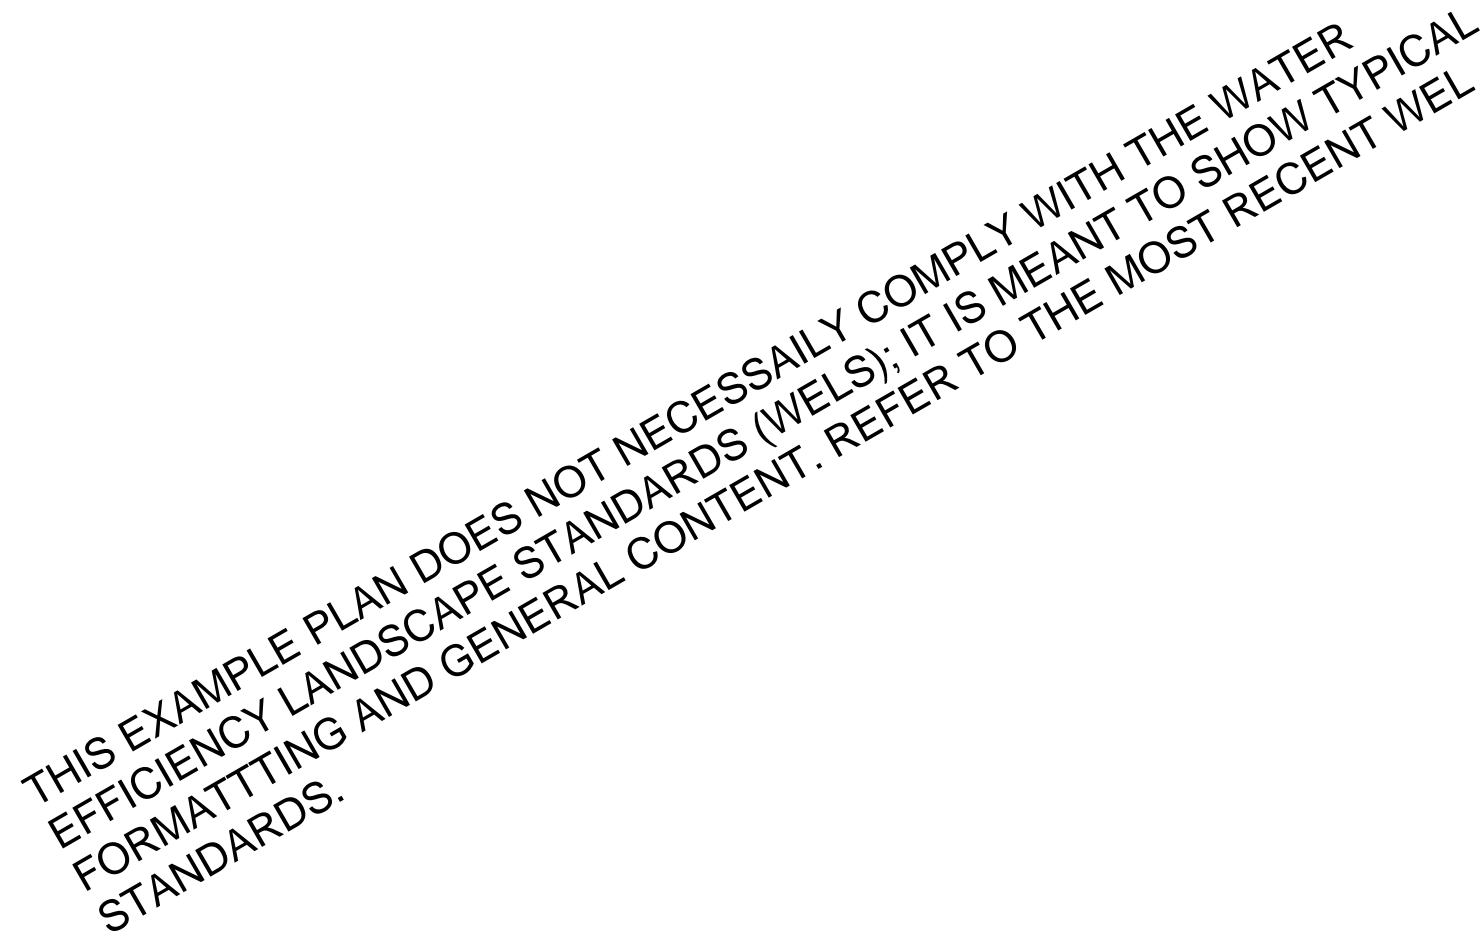 THIS EXAMPLE PLAN DOES NOT NECESSAILY COMPLY WITH THE WATER
EFFICIENCY LANDSCAPE STANDARDS (WELS); IT IS MEANT TO SHOW TYPICAL
FORMATTTING AND GENERAL CONTENT. REFER TO THE MOST RECENT WEL
STANDARDS.